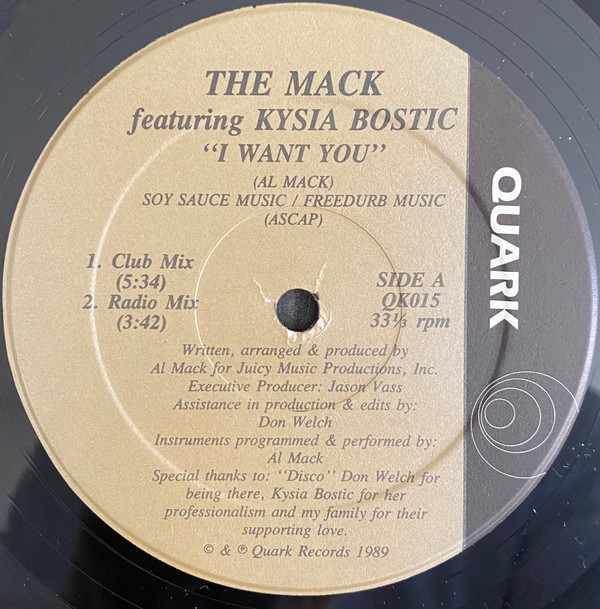 THE MACK
featuring KYSIA BOSTIC
"I WANT YOU"
(AL MACK)
SOY SAUCE MUSIC / FREEDURB MUSIC
(ASCAP)
1. Club Mix
(5:34)
2. Radio Mix
(3:42)
SIDE A
QK015
33⅓ rpm
QUARK
Written, arranged & produced by
Al Mack for Juicy Music Productions, Inc.
Executive Producer: Jason Vass
Assistance in production & edits by:
Don Welch
Instruments programmed & performed by:
Al Mack
Special thanks to: "Disco" Don Welch for
being there, Kysia Bostic for her
professionalism and my family for their
supporting love.
© & ℗ Quark Records 1989